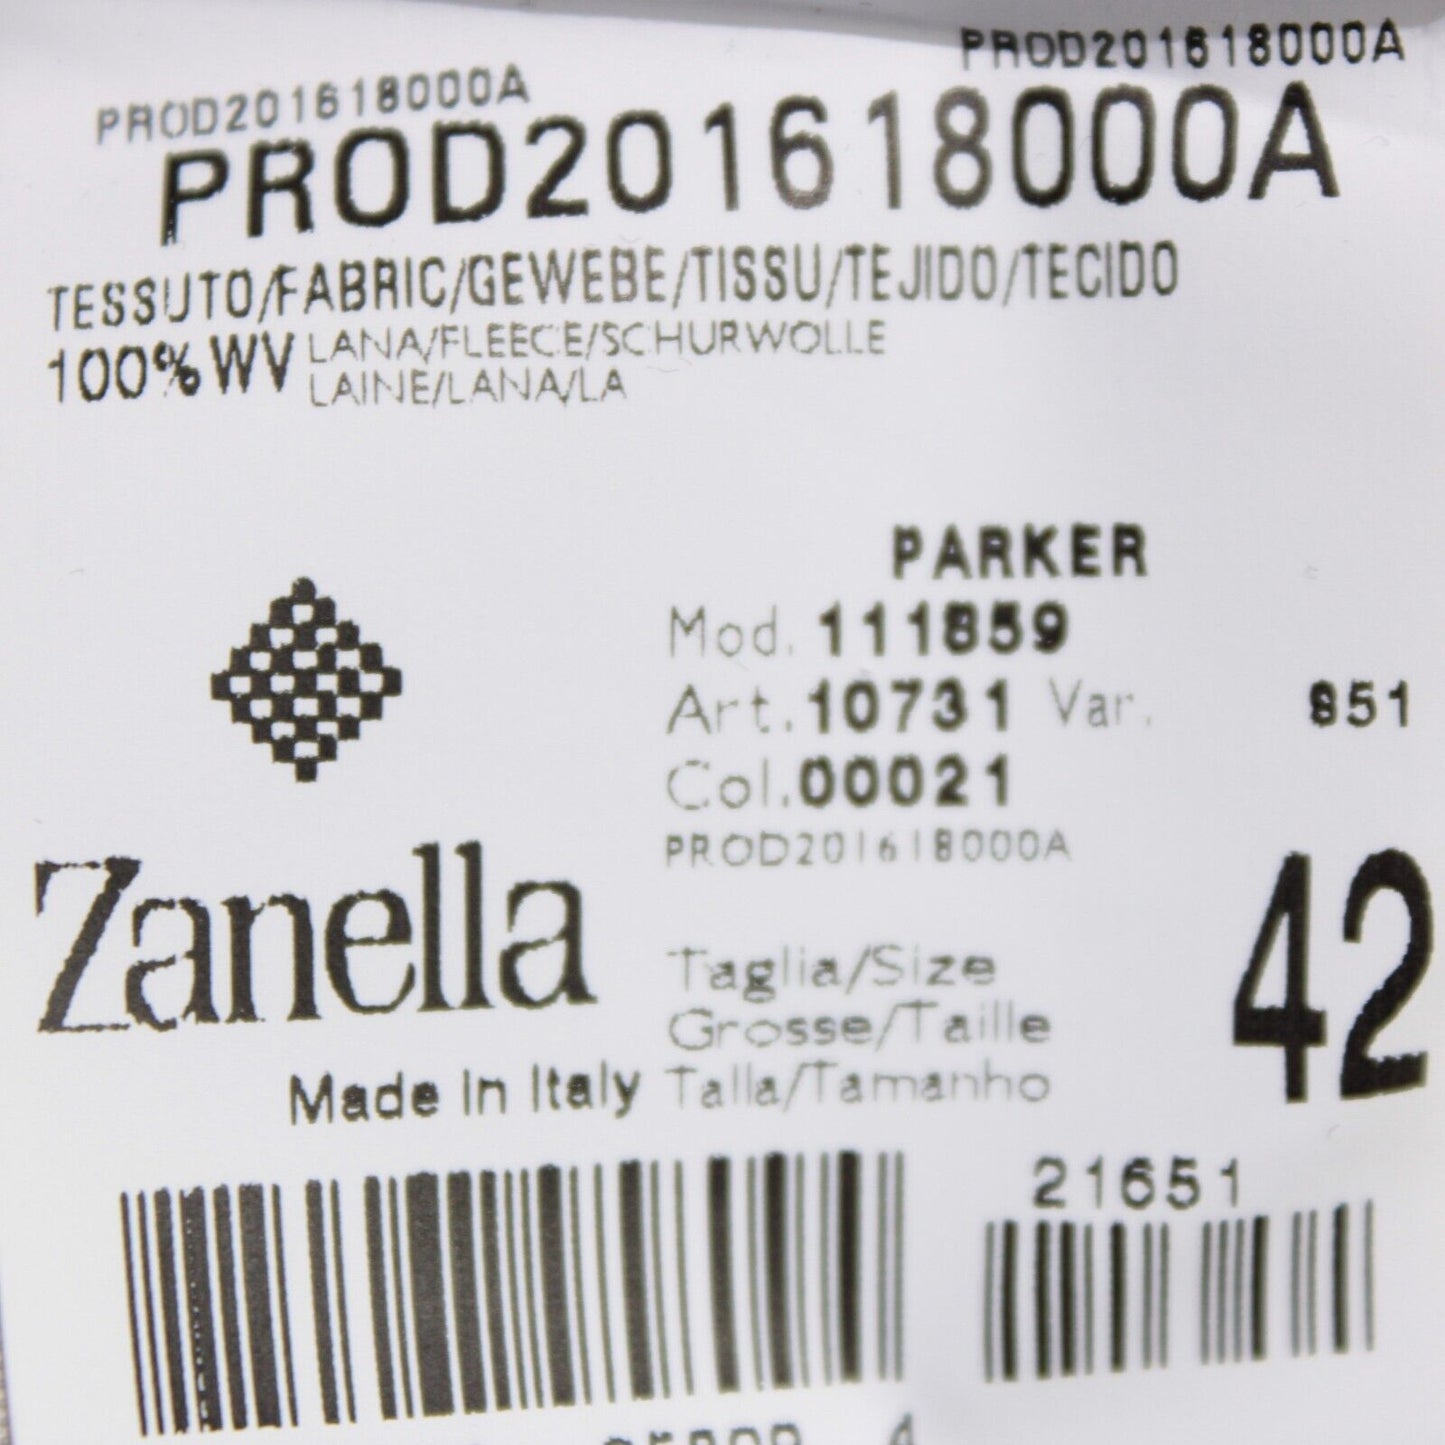 PROD201618000A
PROD201618000A
PROD201618000A
TESSUTO/FABRIC/GEWEBE/TISSU/TEJIDO/TECIDO
100% WV LANA/FLEECE/SCHURWOLLE
LAINE/LANA/LA
PARKER
Mod. 111859
Art. 10731 Var. 851
Col. 00021
PROD201618000A
Zanella
Made In Italy
Taglia/Size
Grosse/Taille
Talla/Tamanho
42
21651